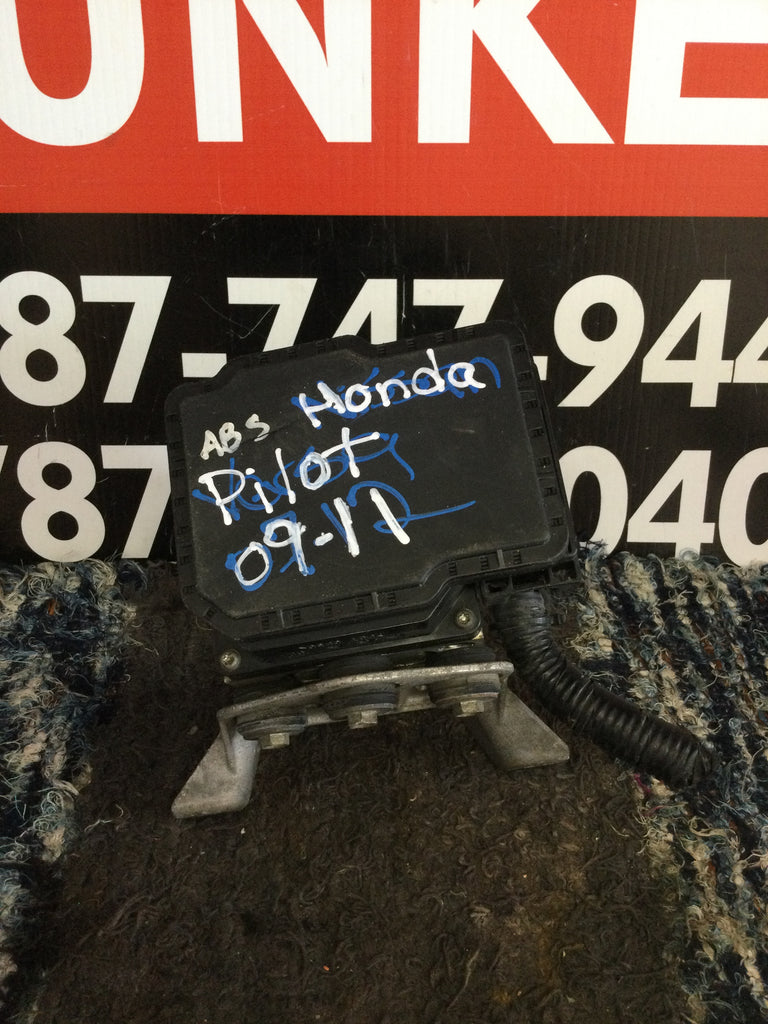 UNKE
87-747-944
787 040
ABS Honda
Pilot
09-11